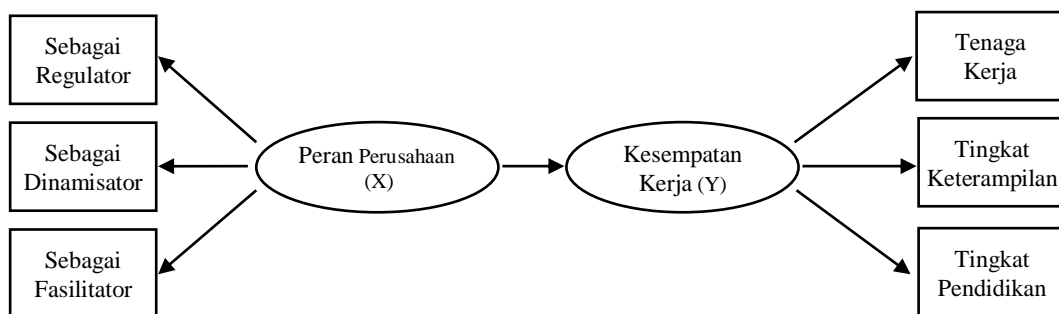 Sebagai
Regulator
Sebagai
Dinamisator
Sebagai
Fasilitator
Peran Perusahaan
(X)
Kesempatan
Kerja (Y)
Tenaga
Kerja
Tingkat
Keterampilan
Tingkat
Pendidikan